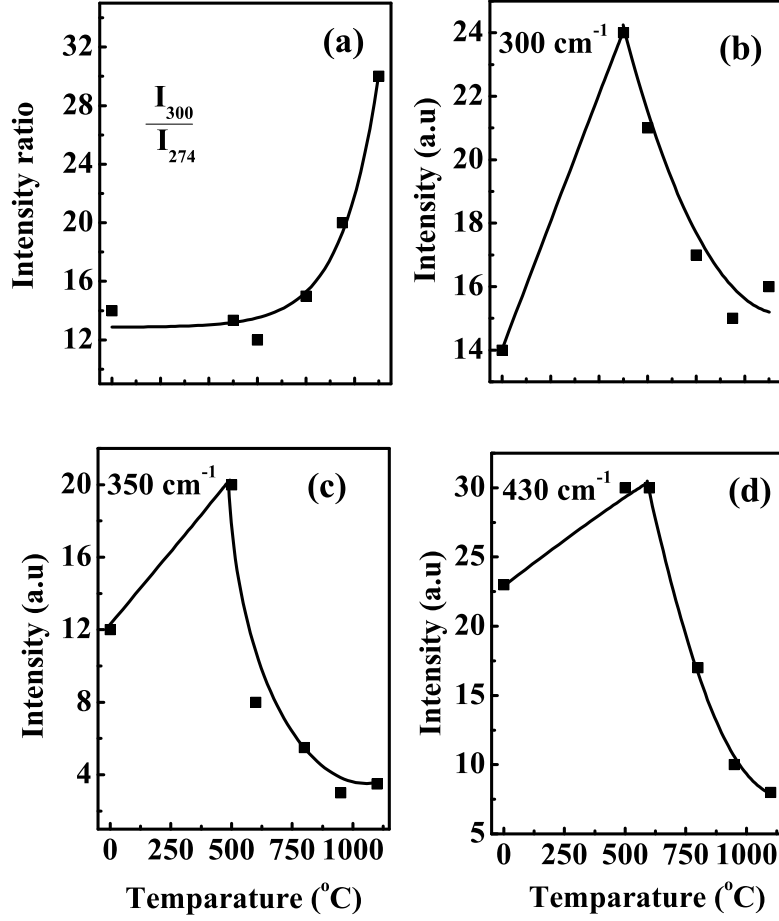 (a)
I300
I274
Intensity ratio
32
28
24
20
16
12
(b)
300 cm-1
Intensity (a.u)
24
22
20
18
16
14
(c)
350 cm-1
Intensity (a.u)
20
16
12
8
4
0 250 500 750 1000
Temparature (oC)
(d)
430 cm-1
Intensity (a.u)
30
25
20
15
10
5
0 250 500 750 1000
Temparature (oC)